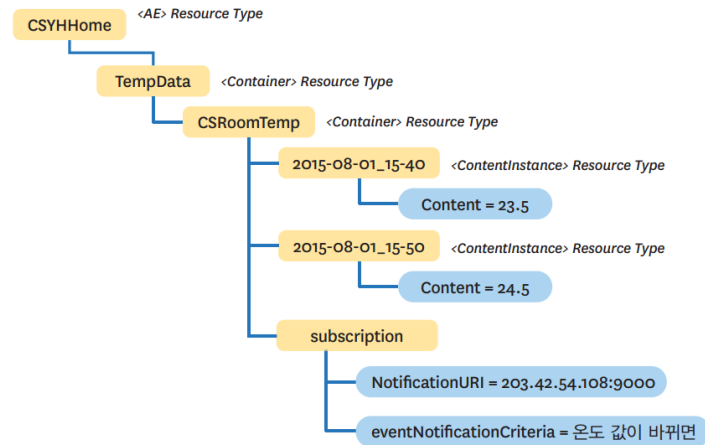 CSYHHome <AE> Resource Type
TempData <Container> Resource Type
CSRoomTemp <Container> Resource Type
2015-08-01_15-40 <ContentInstance> Resource Type
Content = 23.5
2015-08-01_15-50 <ContentInstance> Resource Type
Content = 24.5
subscription
NotificationURI = 203.42.54.108:9000
eventNotificationCriteria = 온도 값이 바뀌면